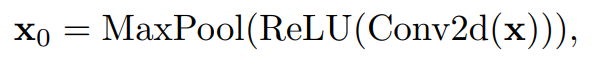 x₀ = MaxPool(ReLU(Conv2d(x))),